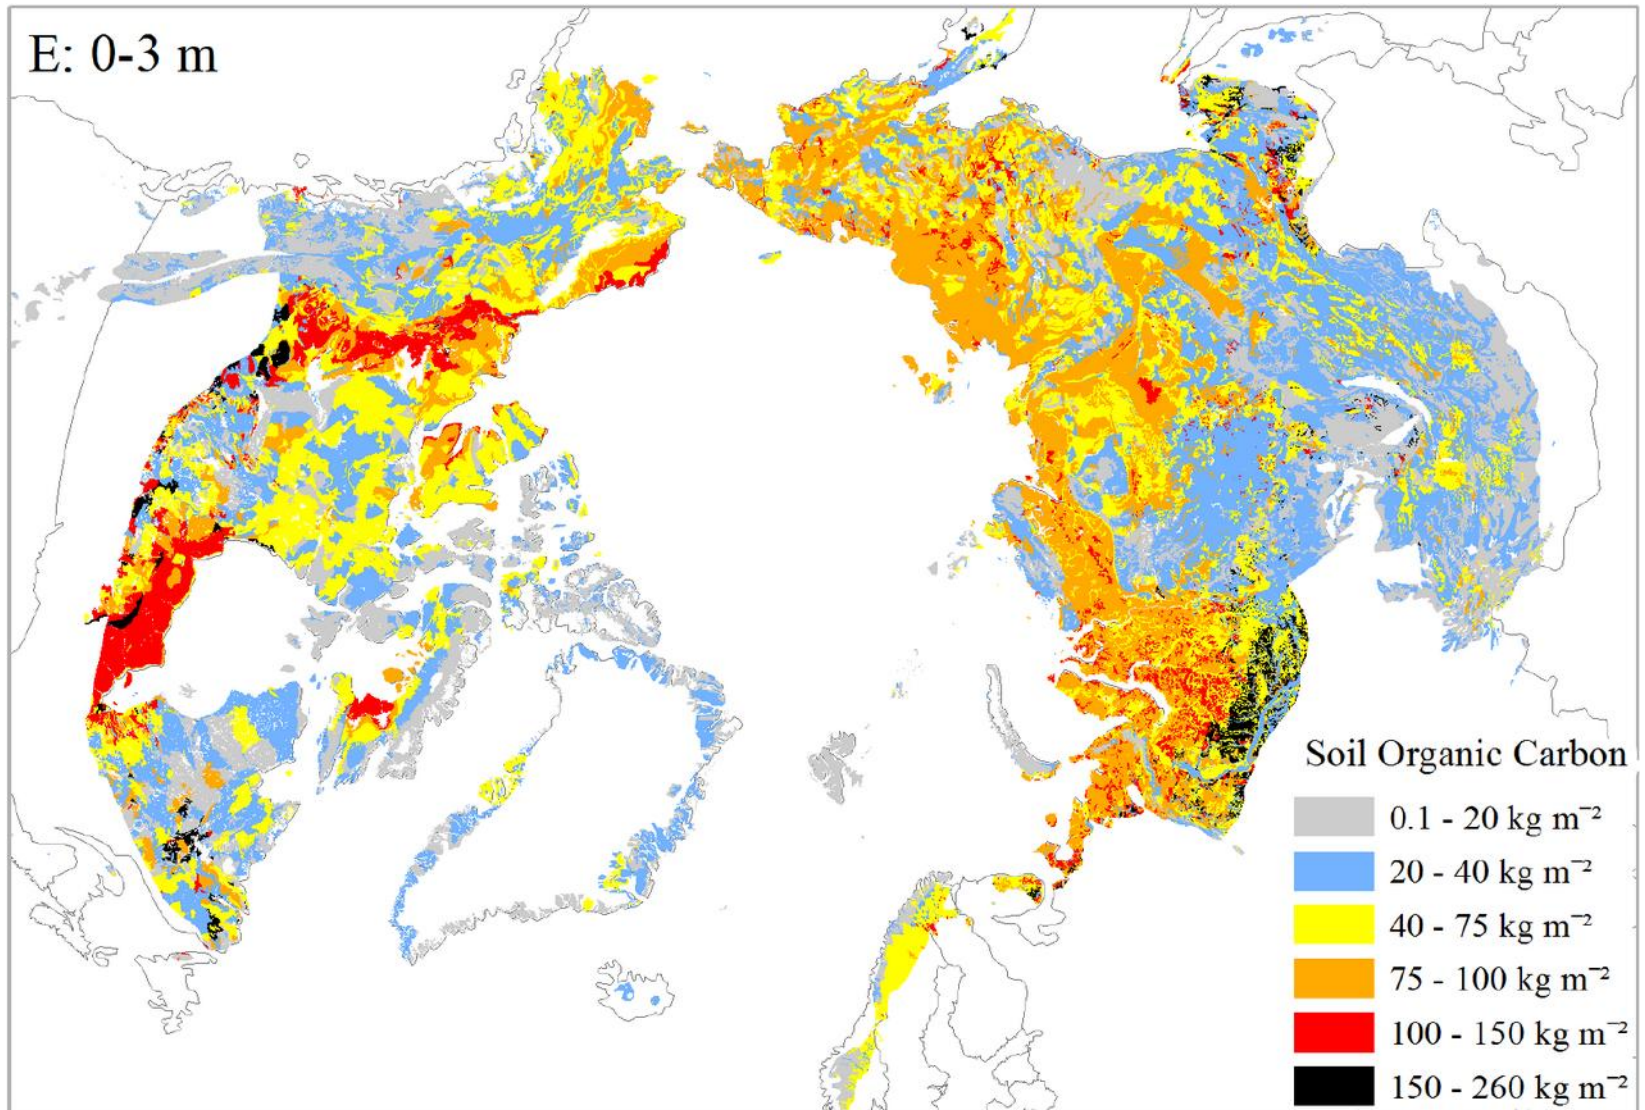 E: 0-3 m
Soil Organic Carbon
0.1 - 20 kg m⁻²
20 - 40 kg m⁻²
40 - 75 kg m⁻²
75 - 100 kg m⁻²
100 - 150 kg m⁻²
150 - 260 kg m⁻²